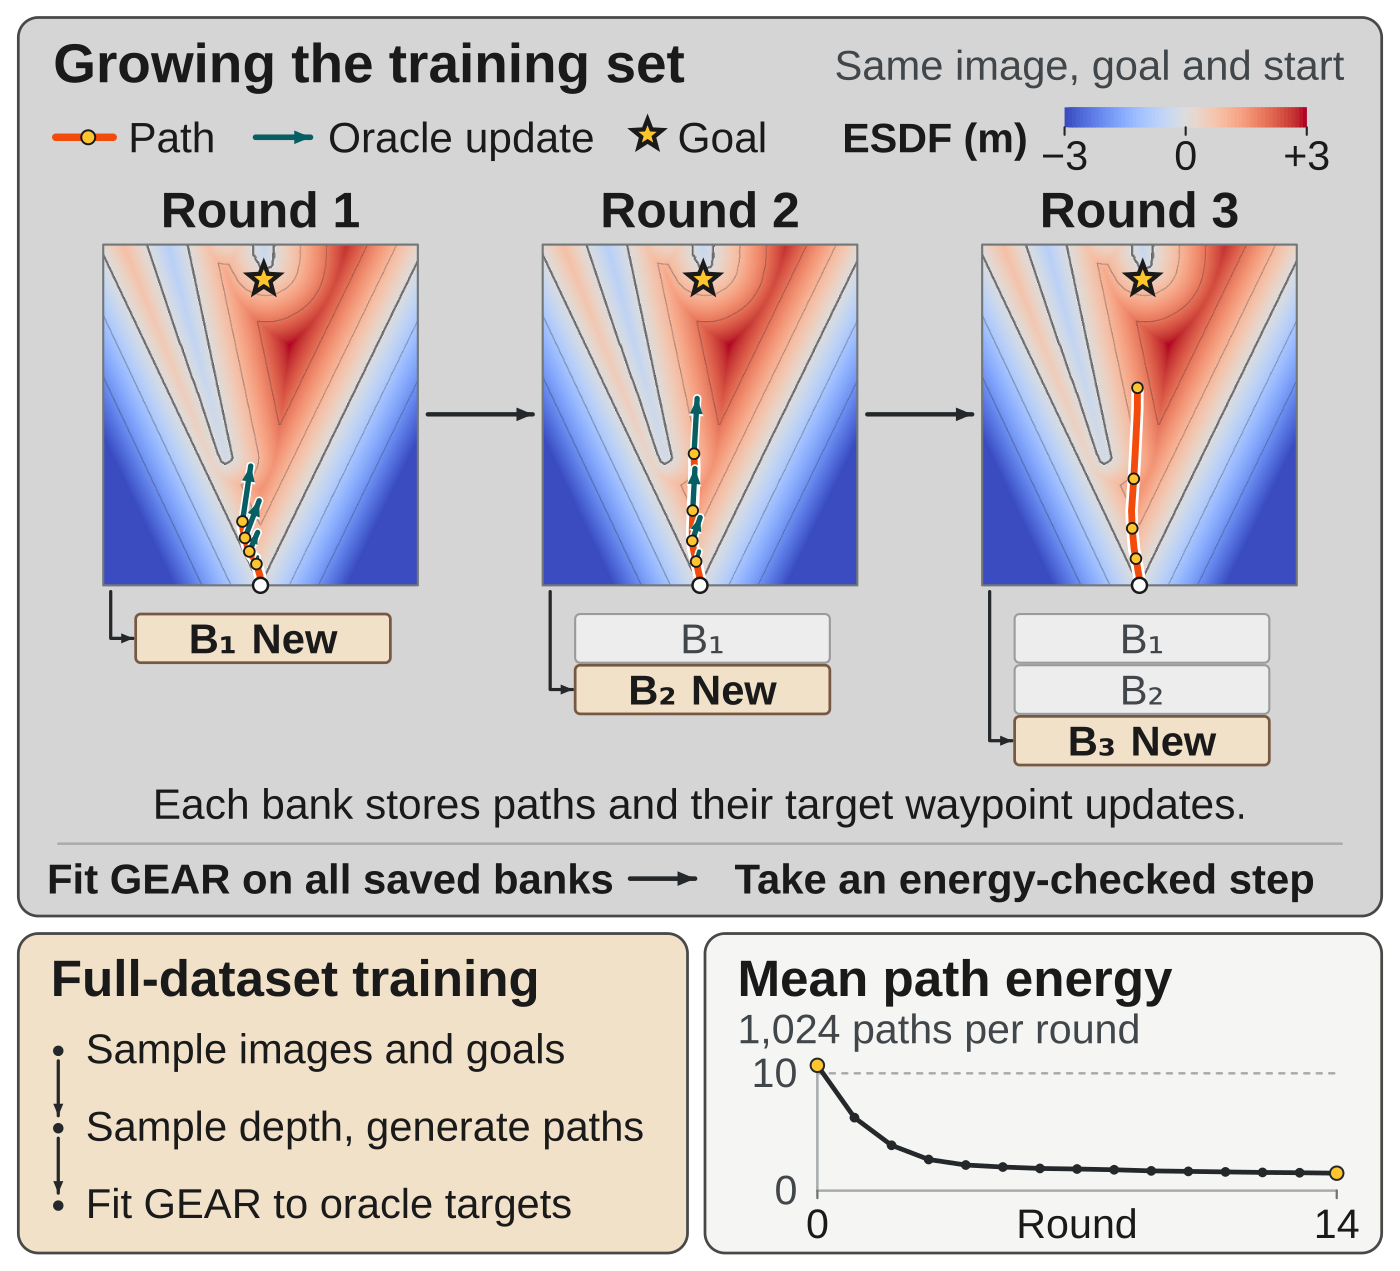 Growing the training set
Same image, goal and start
Path
Oracle update
Goal
ESDF (m)
−3 0 +3
Round 1
Round 2
Round 3
B₁ New
B₁
B₂ New
B₁
B₂
B₃ New
Each bank stores paths and their target waypoint updates.
Fit GEAR on all saved banks
Take an energy-checked step
Full-dataset training
Sample images and goals
Sample depth, generate paths
Fit GEAR to oracle targets
Mean path energy
1,024 paths per round
10
0
0 Round 14